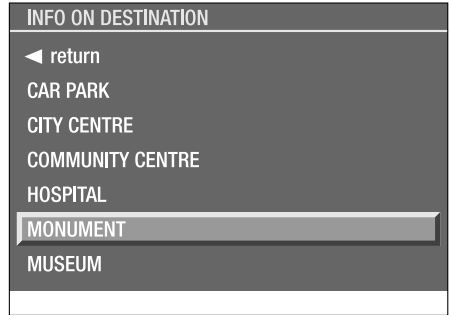 INFO ON DESTINATION
◄ return
CAR PARK
CITY CENTRE
COMMUNITY CENTRE
HOSPITAL
MONUMENT
MUSEUM